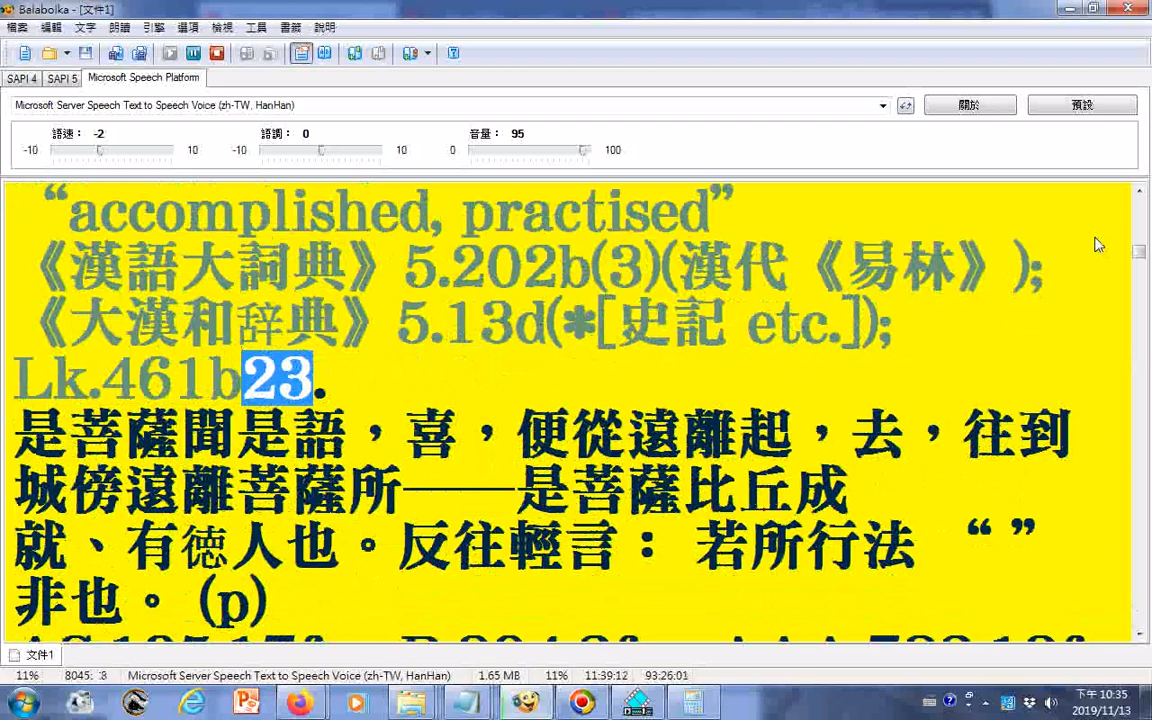 Balabolka - [文件1]
檔案 編輯 文字 朗讀 引擎 選項 檢視 工具 書籤 說明
SAPI 4 SAPI 5 Microsoft Speech Platform
Microsoft Server Speech Text to Speech Voice (zh-TW, HanHan) 關於 預設
語速： -2 語調： 0 音量： 95
-10 10 -10 10 0 100
“accomplished, practised”
《漢語大詞典》 5.202b(3)(漢代《易林》);
《大漢和辞典》 5.13d(*[史記 etc.]);
Lk.461b23.
是菩薩聞是語，喜，便從遠離起，去，往到
城傍遠離菩薩所——是菩薩比丘成
就、有徳人也。反往輕言： 若所行法 “ ”
非也。 (p)
文件1
11% Microsoft Server Speech Text to Speech Voice (zh-TW, HanHan) 1.65 MB 11% 11:39:12 93:26:01
下午 10:35
2019/11/13